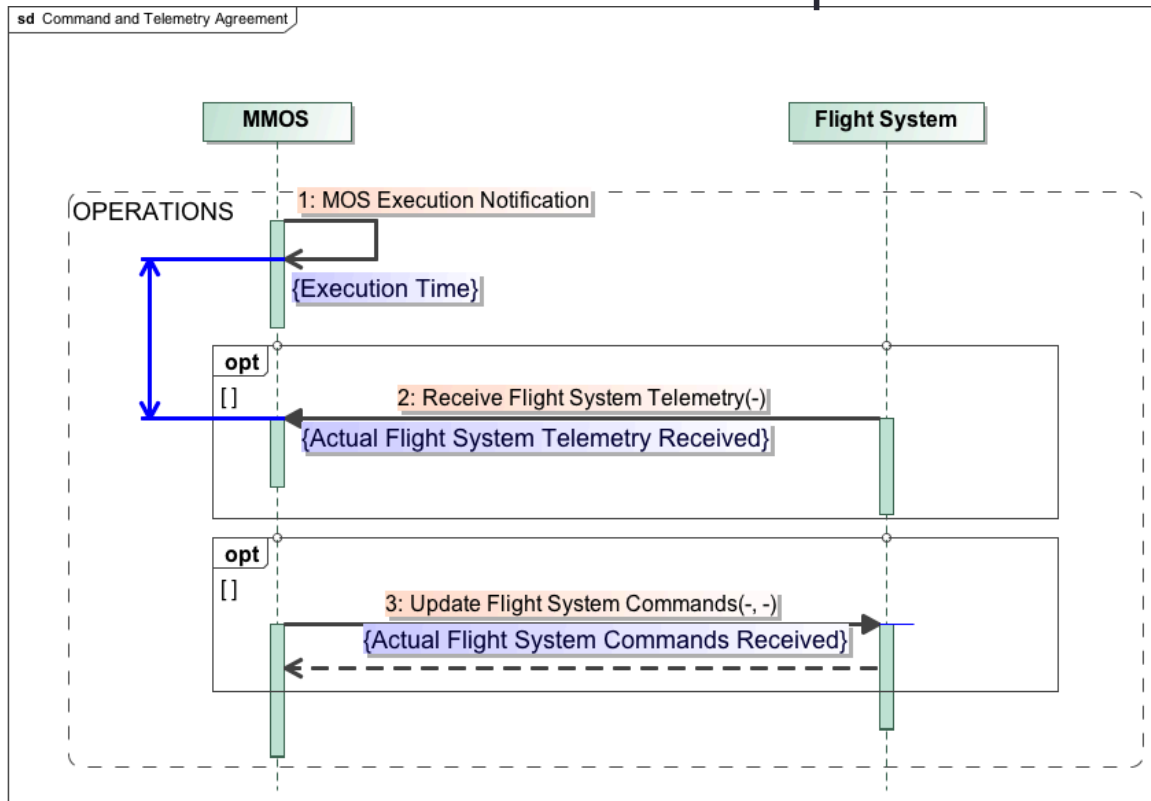 sd Command and Telemetry Agreement
MMOS
Flight System
1: MOS Execution Notification
OPERATIONS
{Execution Time}
opt
[ ]
2: Receive Flight System Telemetry(-)
{Actual Flight System Telemetry Received}
opt
[ ]
3: Update Flight System Commands(-, -)
{Actual Flight System Commands Received}